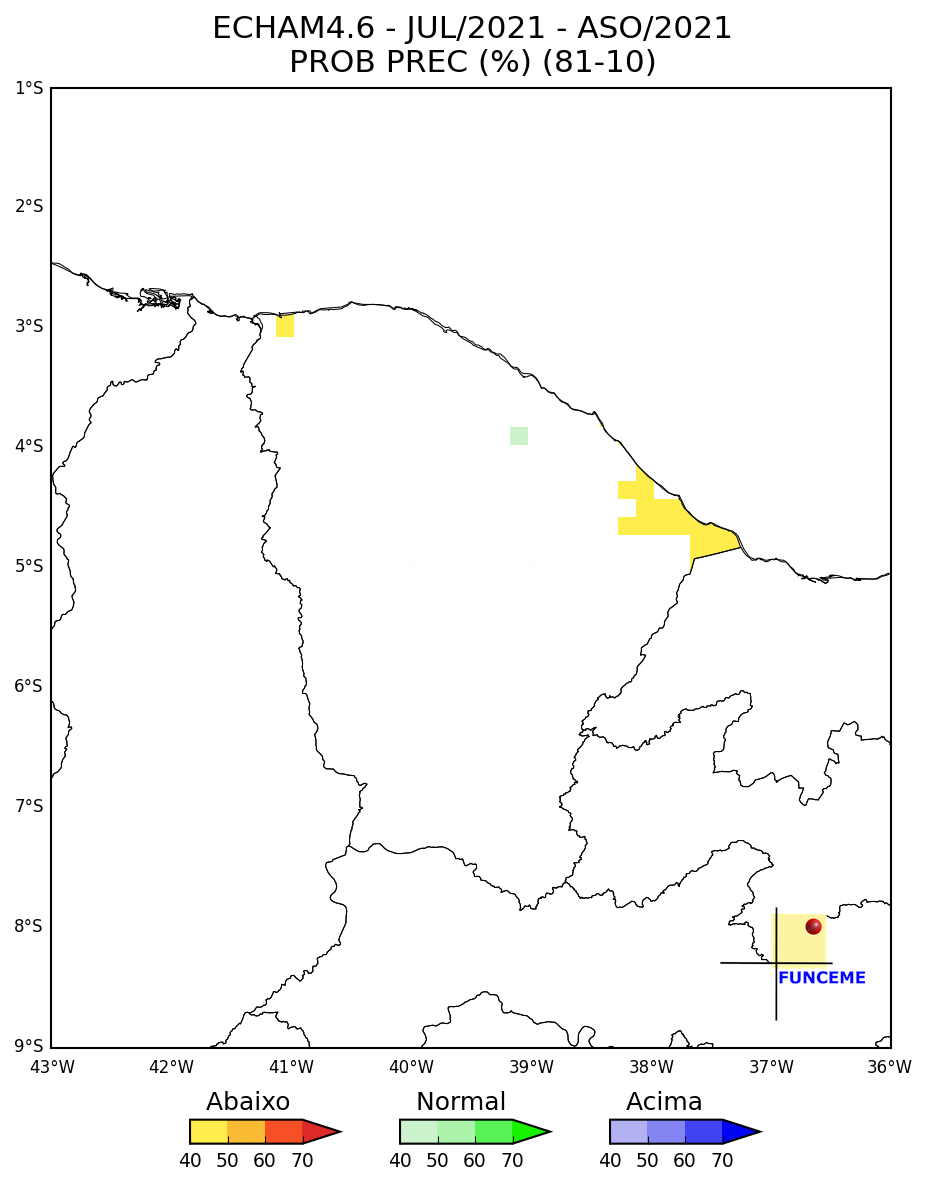 ECHAM4.6 - JUL/2021 - ASO/2021
PROB PREC (%) (81-10)
1°S
2°S
3°S
4°S
5°S
6°S
7°S
8°S
9°S
FUNCEME
43°W 42°W 41°W 40°W 39°W 38°W 37°W 36°W
Abaixo Normal Acima
40 50 60 70 40 50 60 70 40 50 60 70